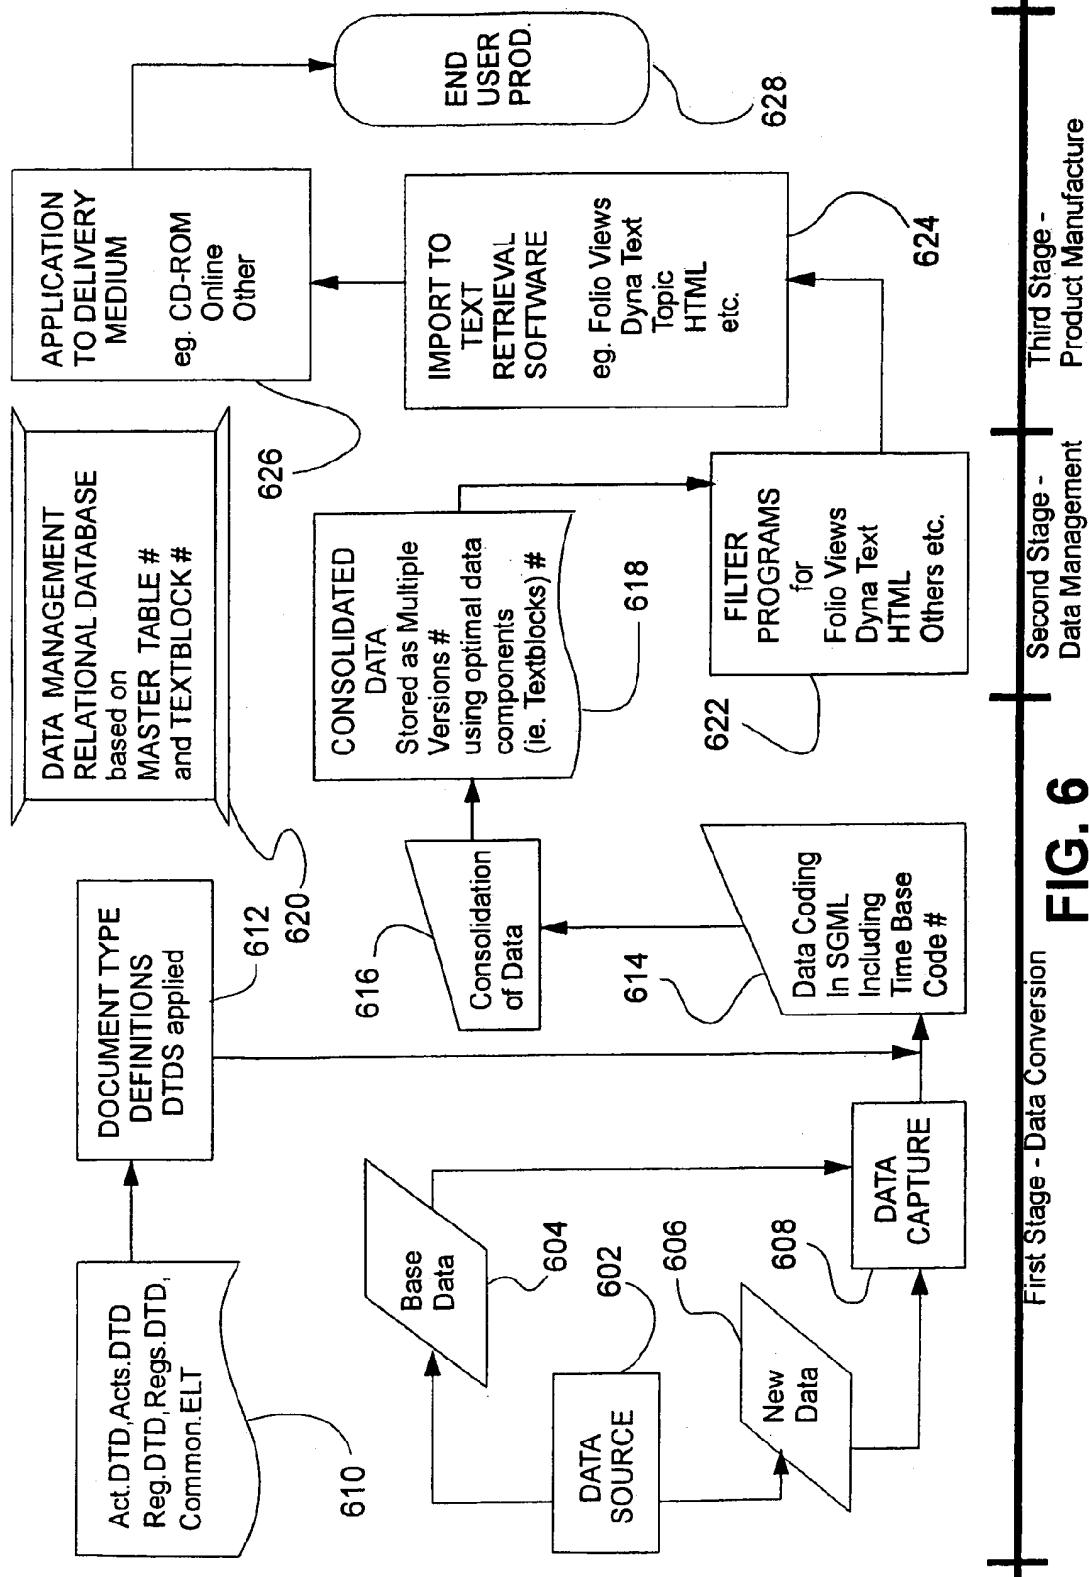 Act.DTD,Acts.DTD
Reg.DTD,Regs.DTD,
Common.ELT
610
DOCUMENT TYPE
DEFINITIONS
DTDS applied
612
DATA MANAGEMENT
RELATIONAL DATABASE
based on
MASTER TABLE #
and TEXTBLOCK #
620
APPLICATION
TO DELIVERY
MEDIUM
eg. CD-ROM
Online
Other
626
END
USER
PROD.
628
Base
Data
604
DATA
SOURCE
602
New
Data
606
DATA
CAPTURE
608
Consolidation
of Data
616
Data Coding
In SGML
Including
Time Base
Code #
614
CONSOLIDATED
DATA
Stored as Multiple
Versions #
using optimal data
components
(ie. Textblocks) #
618
FILTER
PROGRAMS
for
Folio Views
Dyna Text
HTML
Others etc.
622
IMPORT TO
TEXT
RETRIEVAL
SOFTWARE
eg. Folio Views
Dyna Text
Topic
HTML
etc.
624
First Stage - Data Conversion
Second Stage -
Data Management
Third Stage -
Product Manufacture
FIG. 6